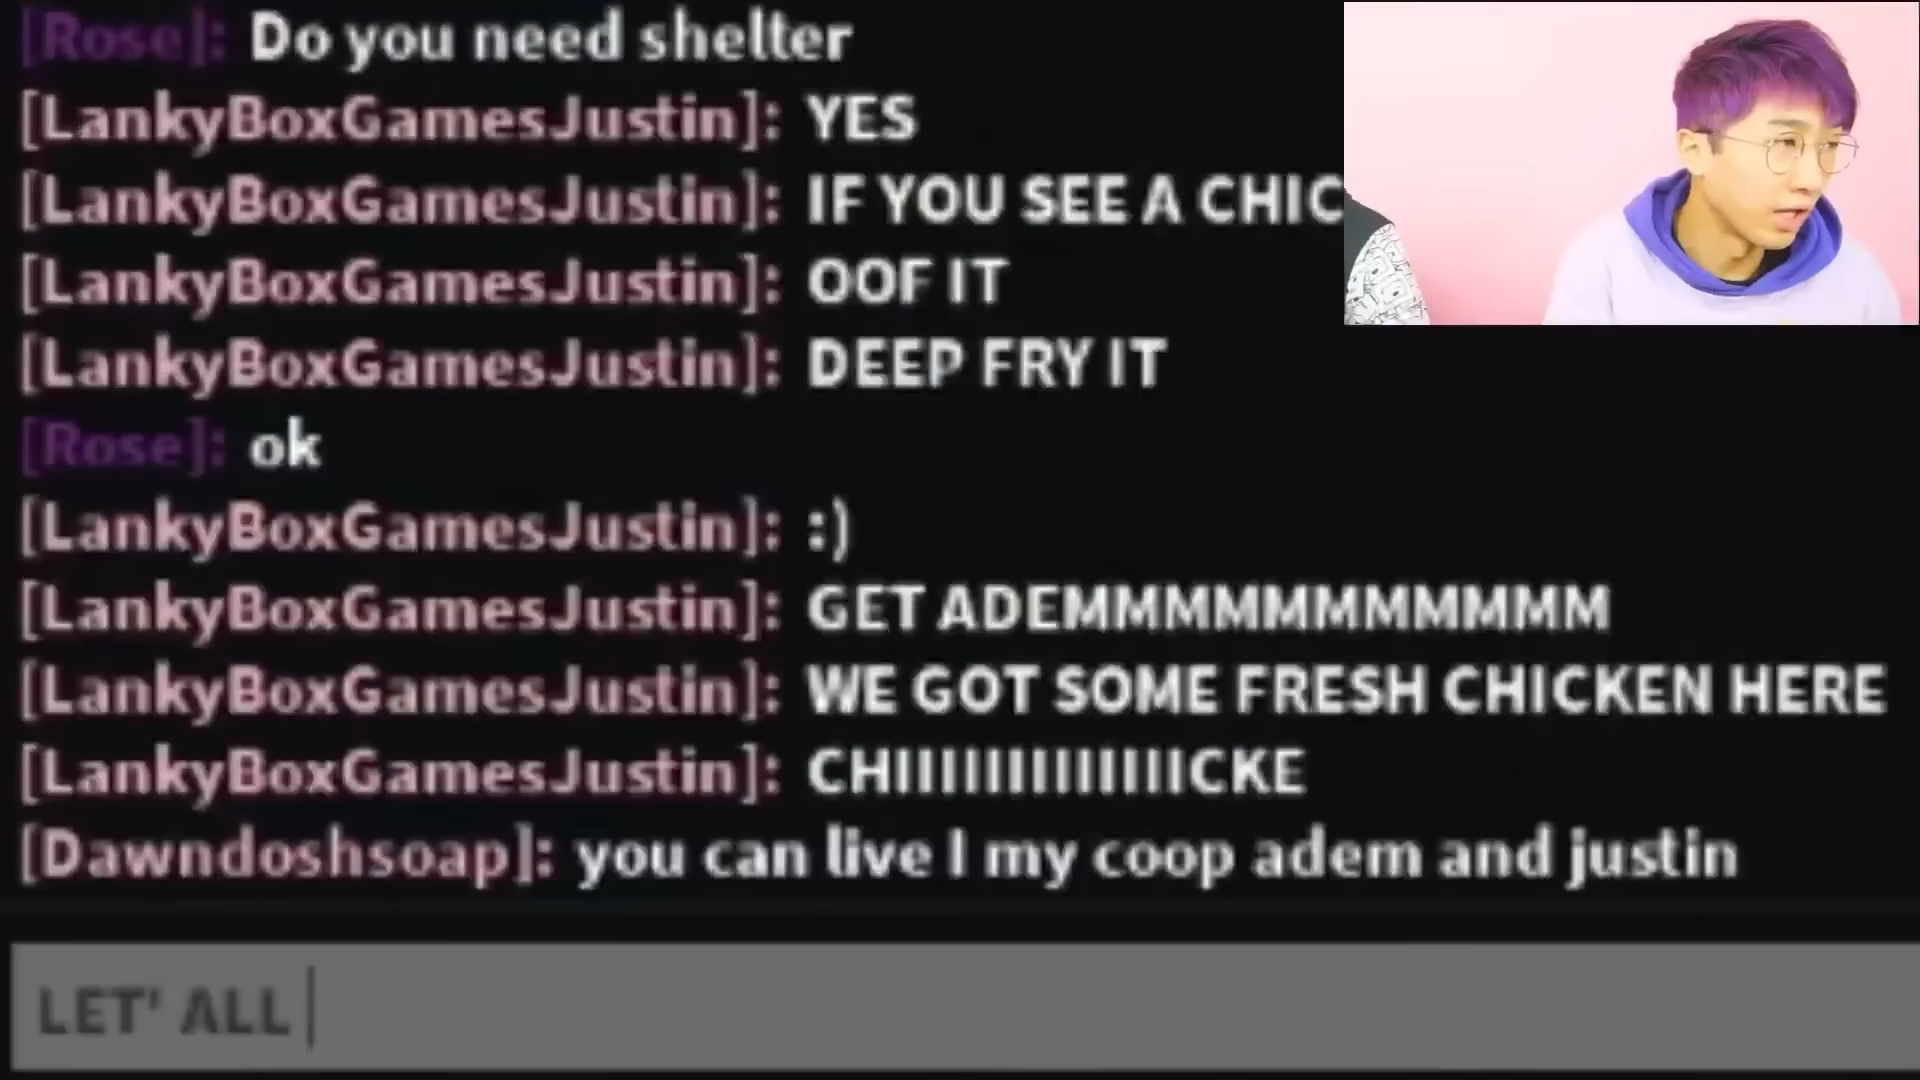 [Rose]: Do you need shelter
[LankyBoxGamesJustin]: YES
[LankyBoxGamesJustin]: IF YOU SEE A CHIC
[LankyBoxGamesJustin]: OOF IT
[LankyBoxGamesJustin]: DEEP FRY IT
[Rose]: ok
[LankyBoxGamesJustin]: :)
[LankyBoxGamesJustin]: GET ADEMMMMMMMMMMMM
[LankyBoxGamesJustin]: WE GOT SOME FRESH CHICKEN HERE
[LankyBoxGamesJustin]: CHIIIIIIIIIIIIIIICKE
[Dawndoshsoap]: you can live I my coop adem and justin
LET' ALL